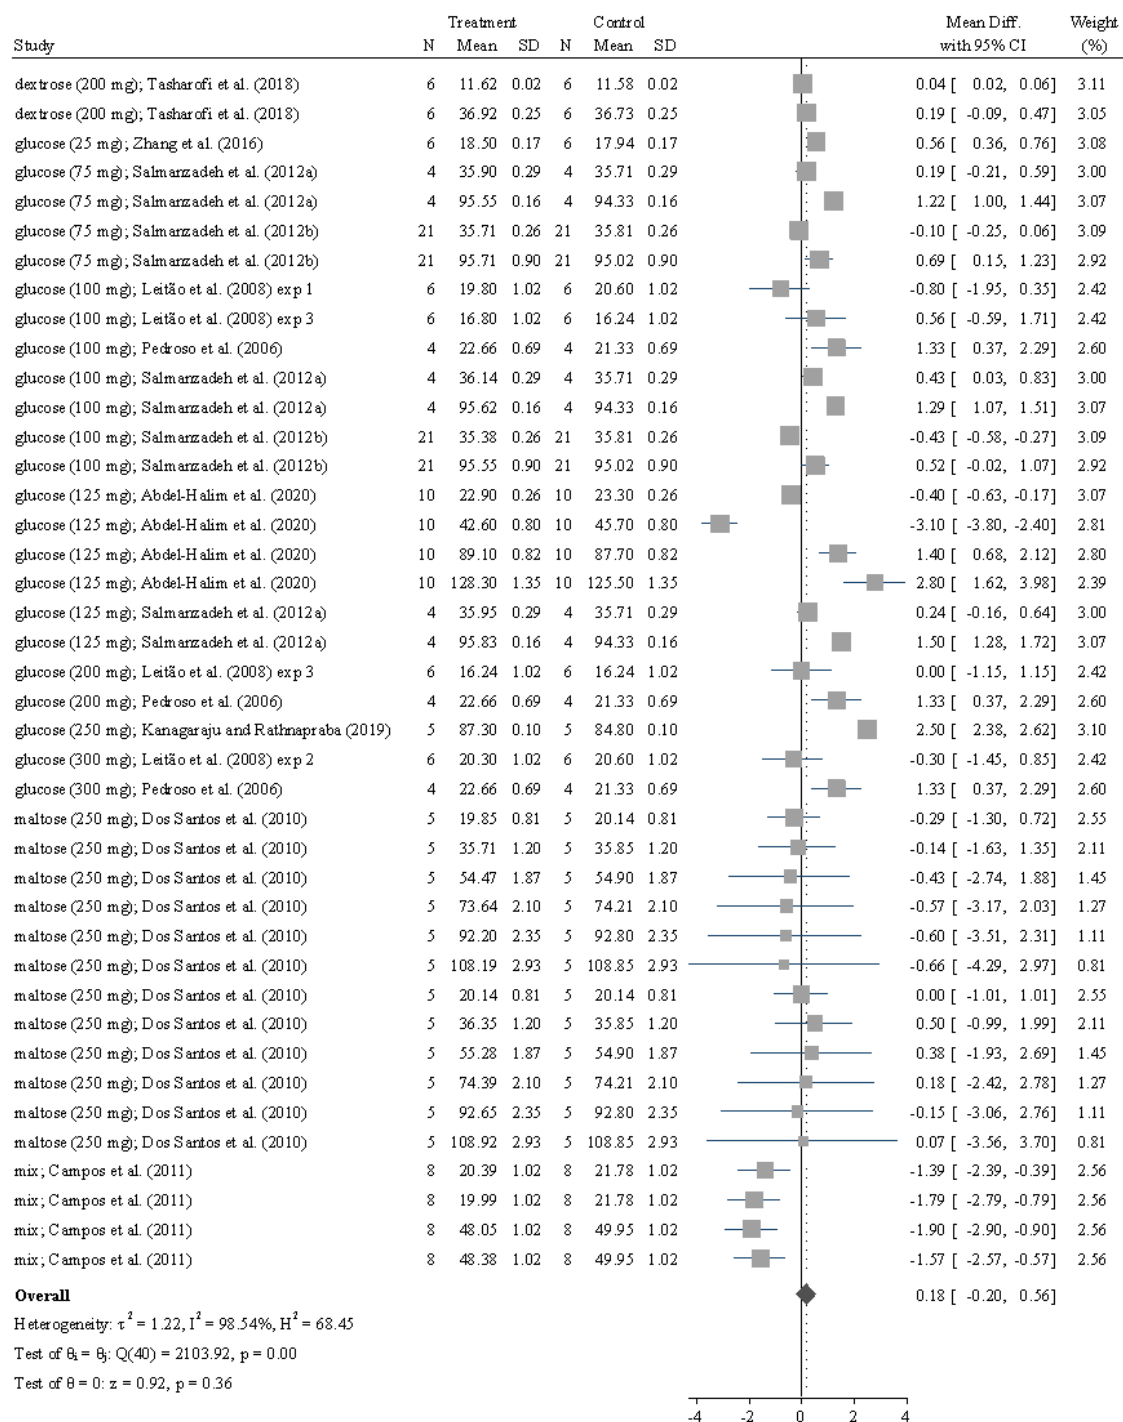 Treatment Control Mean Diff. Weight
Study N Mean SD N Mean SD with 95% CI (%)
dextrose (200 mg); Tasharofi et al. (2018) 6 11.62 0.02 6 11.58 0.02 0.04 [ 0.02, 0.06] 3.11
dextrose (200 mg); Tasharofi et al. (2018) 6 36.92 0.25 6 36.73 0.25 0.19 [ -0.09, 0.47] 3.05
glucose (25 mg); Zhang et al. (2016) 6 18.50 0.17 6 17.94 0.17 0.56 [ 0.36, 0.76] 3.08
glucose (75 mg); Salmanzadeh et al. (2012a) 4 35.90 0.29 4 35.71 0.29 0.19 [ -0.21, 0.59] 3.00
glucose (75 mg); Salmanzadeh et al. (2012a) 4 95.55 0.16 4 94.33 0.16 1.22 [ 1.00, 1.44] 3.07
glucose (75 mg); Salmanzadeh et al. (2012b) 21 35.71 0.26 21 35.81 0.26 -0.10 [ -0.25, 0.06] 3.09
glucose (75 mg); Salmanzadeh et al. (2012b) 21 95.71 0.90 21 95.02 0.90 0.69 [ 0.15, 1.23] 2.92
glucose (100 mg); Leitão et al. (2008) exp 1 6 19.80 1.02 6 20.60 1.02 -0.80 [ -1.95, 0.35] 2.42
glucose (100 mg); Leitão et al. (2008) exp 3 6 16.80 1.02 6 16.24 1.02 0.56 [ -0.59, 1.71] 2.42
glucose (100 mg); Pedroso et al. (2006) 4 22.66 0.69 4 21.33 0.69 1.33 [ 0.37, 2.29] 2.60
glucose (100 mg); Salmanzadeh et al. (2012a) 4 36.14 0.29 4 35.71 0.29 0.43 [ 0.03, 0.83] 3.00
glucose (100 mg); Salmanzadeh et al. (2012a) 4 95.62 0.16 4 94.33 0.16 1.29 [ 1.07, 1.51] 3.07
glucose (100 mg); Salmanzadeh et al. (2012b) 21 35.38 0.26 21 35.81 0.26 -0.43 [ -0.58, -0.27] 3.09
glucose (100 mg); Salmanzadeh et al. (2012b) 21 95.55 0.90 21 95.02 0.90 0.52 [ -0.02, 1.07] 2.92
glucose (125 mg); Abdel-Halim et al. (2020) 10 22.90 0.26 10 23.30 0.26 -0.40 [ -0.63, -0.17] 3.07
glucose (125 mg); Abdel-Halim et al. (2020) 10 42.60 0.80 10 45.70 0.80 -3.10 [ -3.80, -2.40] 2.81
glucose (125 mg); Abdel-Halim et al. (2020) 10 89.10 0.82 10 87.70 0.82 1.40 [ 0.68, 2.12] 2.80
glucose (125 mg); Abdel-Halim et al. (2020) 10 128.30 1.35 10 125.50 1.35 2.80 [ 1.62, 3.98] 2.39
glucose (125 mg); Salmanzadeh et al. (2012a) 4 35.95 0.29 4 35.71 0.29 0.24 [ -0.16, 0.64] 3.00
glucose (125 mg); Salmanzadeh et al. (2012a) 4 95.83 0.16 4 94.33 0.16 1.50 [ 1.28, 1.72] 3.07
glucose (200 mg); Leitão et al. (2008) exp 3 6 16.24 1.02 6 16.24 1.02 0.00 [ -1.15, 1.15] 2.42
glucose (200 mg); Pedroso et al. (2006) 4 22.66 0.69 4 21.33 0.69 1.33 [ 0.37, 2.29] 2.60
glucose (250 mg); Kanagaraju and Rathnapraba (2019) 5 87.30 0.10 5 84.80 0.10 2.50 [ 2.38, 2.62] 3.10
glucose (300 mg); Leitão et al. (2008) exp 2 6 20.30 1.02 6 20.60 1.02 -0.30 [ -1.45, 0.85] 2.42
glucose (300 mg); Pedroso et al. (2006) 4 22.66 0.69 4 21.33 0.69 1.33 [ 0.37, 2.29] 2.60
maltose (250 mg); Dos Santos et al. (2010) 5 19.85 0.81 5 20.14 0.81 -0.29 [ -1.30, 0.72] 2.55
maltose (250 mg); Dos Santos et al. (2010) 5 35.71 1.20 5 35.85 1.20 -0.14 [ -1.63, 1.35] 2.11
maltose (250 mg); Dos Santos et al. (2010) 5 54.47 1.87 5 54.90 1.87 -0.43 [ -2.74, 1.88] 1.45
maltose (250 mg); Dos Santos et al. (2010) 5 73.64 2.10 5 74.21 2.10 -0.57 [ -3.17, 2.03] 1.27
maltose (250 mg); Dos Santos et al. (2010) 5 92.20 2.35 5 92.80 2.35 -0.60 [ -3.51, 2.31] 1.11
maltose (250 mg); Dos Santos et al. (2010) 5 108.19 2.93 5 108.85 2.93 -0.66 [ -4.29, 2.97] 0.81
maltose (250 mg); Dos Santos et al. (2010) 5 20.14 0.81 5 20.14 0.81 0.00 [ -1.01, 1.01] 2.55
maltose (250 mg); Dos Santos et al. (2010) 5 36.35 1.20 5 35.85 1.20 0.50 [ -0.99, 1.99] 2.11
maltose (250 mg); Dos Santos et al. (2010) 5 55.28 1.87 5 54.90 1.87 0.38 [ -1.93, 2.69] 1.45
maltose (250 mg); Dos Santos et al. (2010) 5 74.39 2.10 5 74.21 2.10 0.18 [ -2.42, 2.78] 1.27
maltose (250 mg); Dos Santos et al. (2010) 5 92.65 2.35 5 92.80 2.35 -0.15 [ -3.06, 2.76] 1.11
maltose (250 mg); Dos Santos et al. (2010) 5 108.92 2.93 5 108.85 2.93 0.07 [ -3.56, 3.70] 0.81
mix; Campos et al. (2011) 8 20.39 1.02 8 21.78 1.02 -1.39 [ -2.39, -0.39] 2.56
mix; Campos et al. (2011) 8 19.99 1.02 8 21.78 1.02 -1.79 [ -2.79, -0.79] 2.56
mix; Campos et al. (2011) 8 48.05 1.02 8 49.95 1.02 -1.90 [ -2.90, -0.90] 2.56
mix; Campos et al. (2011) 8 48.38 1.02 8 49.95 1.02 -1.57 [ -2.57, -0.57] 2.56
Overall 0.18 [ -0.20, 0.56]
Heterogeneity: τ² = 1.22, I² = 98.54%, H² = 68.45
Test of θᵢ = θⱼ: Q(40) = 2103.92, p = 0.00
Test of θ = 0: z = 0.92, p = 0.36
-4 -2 0 2 4